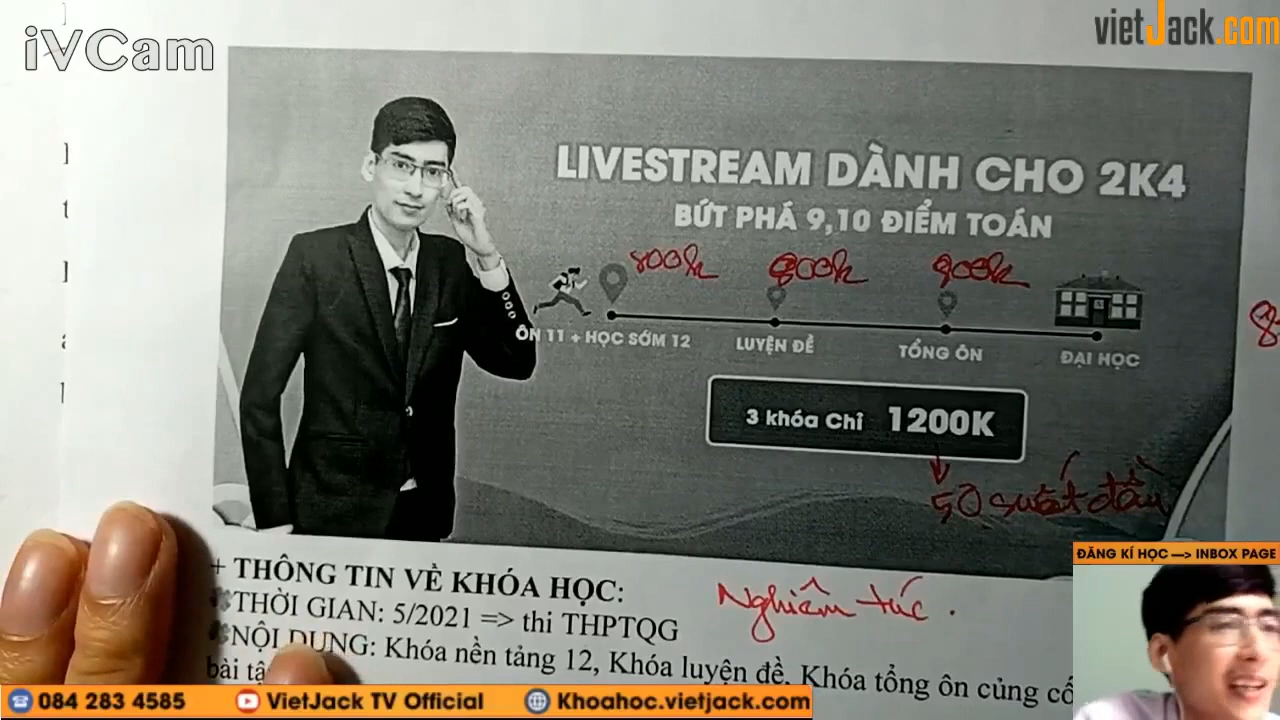 iVCam
vietJack.com
LIVESTREAM DÀNH CHO 2K4
BỨT PHÁ 9,10 ĐIỂM TOÁN
800k 800k 900k
ÔN 11 + HỌC SỚM 12 LUYỆN ĐỀ TỔNG ÔN ĐẠI HỌC
3 khóa Chỉ 1200K
50 suất đầu
+ THÔNG TIN VỀ KHÓA HỌC:
Nghiêm túc.
THỜI GIAN: 5/2021 => thi THPTQG
NỘI DUNG: Khóa nền tảng 12, Khóa luyện đề, Khóa tổng ôn củng cố
bài
ĐĂNG KÍ HỌC —> INBOX PAGE
084 283 4585 VietJack TV Official Khoahoc.vietjack.com